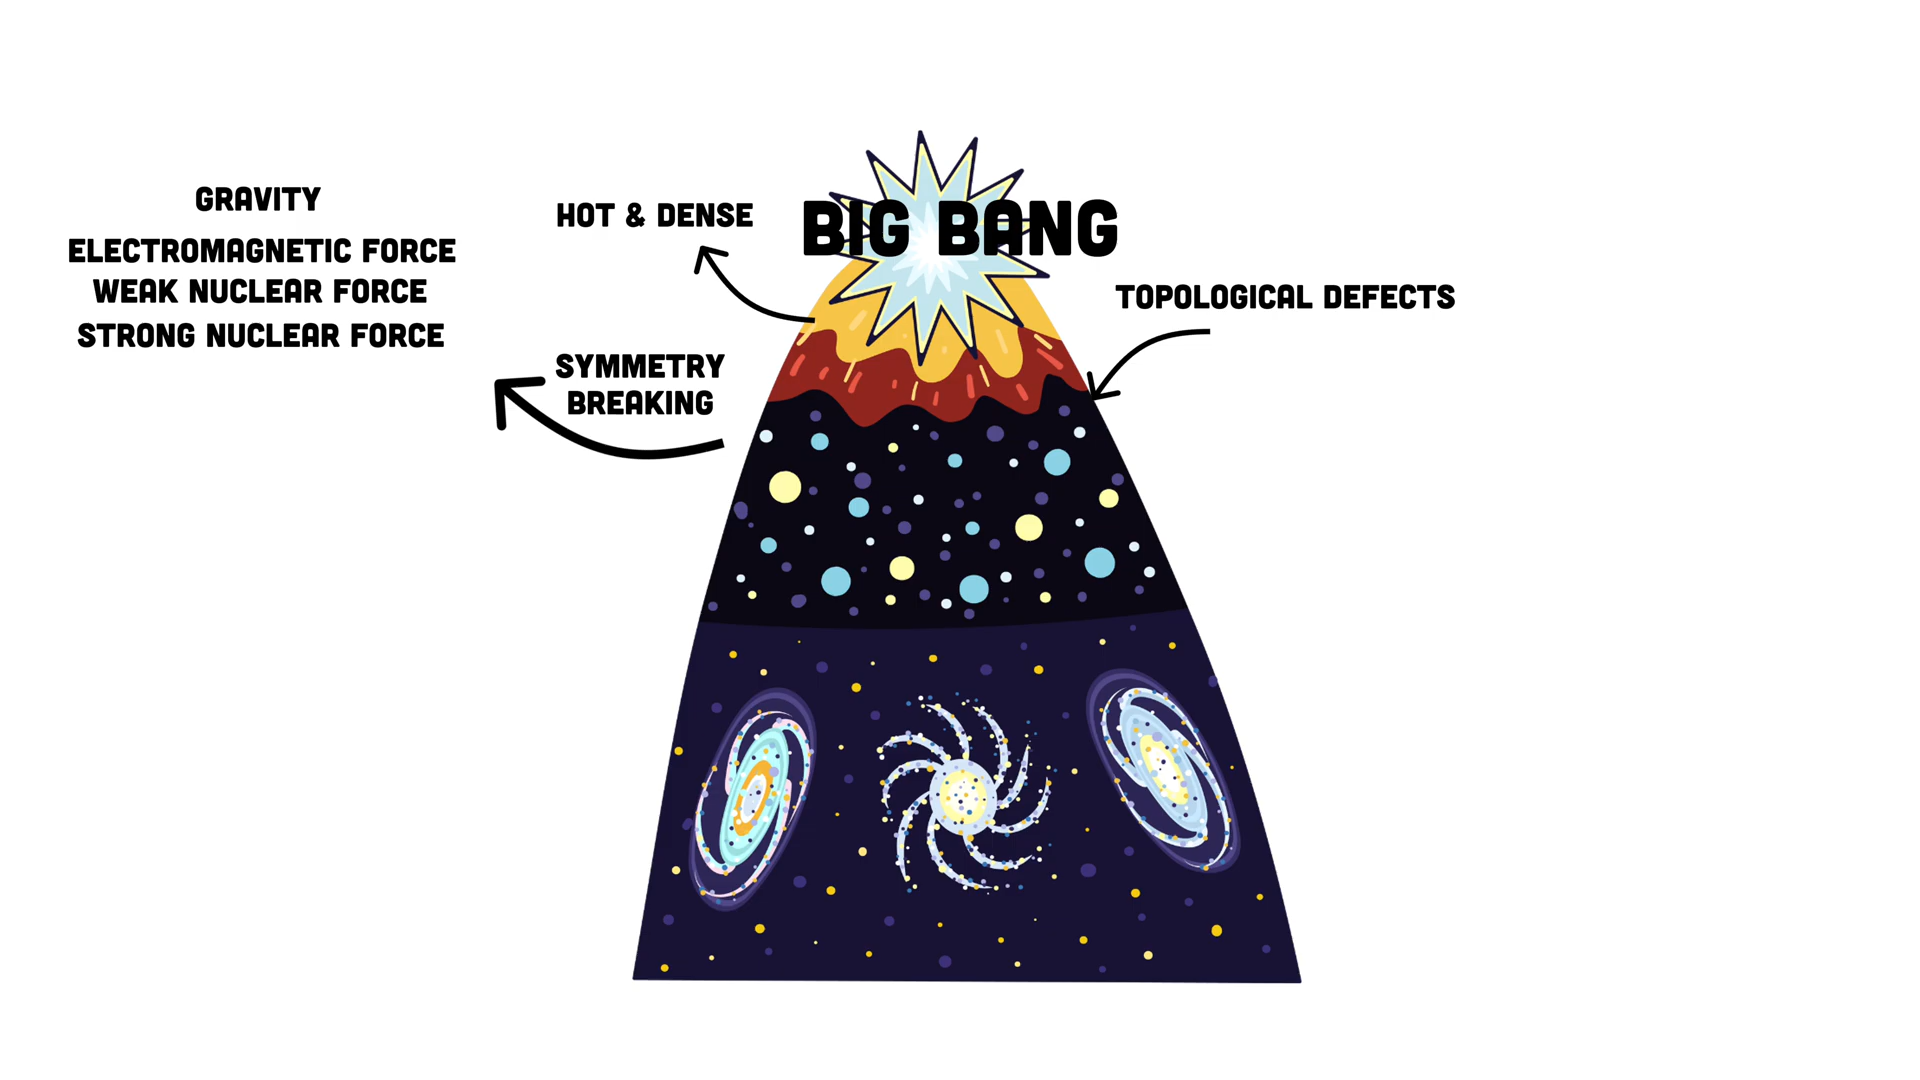 GRAVITY
ELECTROMAGNETIC FORCE
WEAK NUCLEAR FORCE
STRONG NUCLEAR FORCE
HOT & DENSE
BIG BANG
SYMMETRY
BREAKING
TOPOLOGICAL DEFECTS